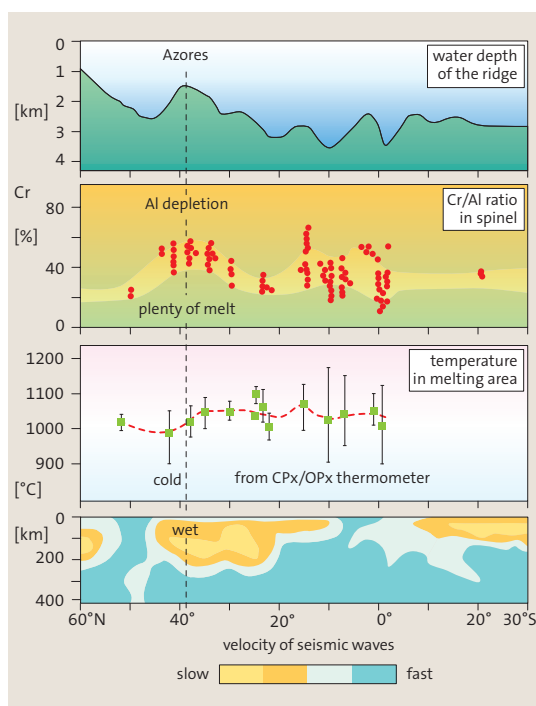 0
1
2
3
4
[km]
Azores
water depth
of the ridge
Cr
[%]
80
40
0
Al depletion
plenty of melt
Cr/Al ratio
in spinel
1200
1100
1000
900
[°C]
temperature
in melting area
cold
from CPx/OPx thermometer
[km]
0
200
400
wet
60°N
40°
20°
0°
20°
30°S
velocity of seismic waves
slow
fast